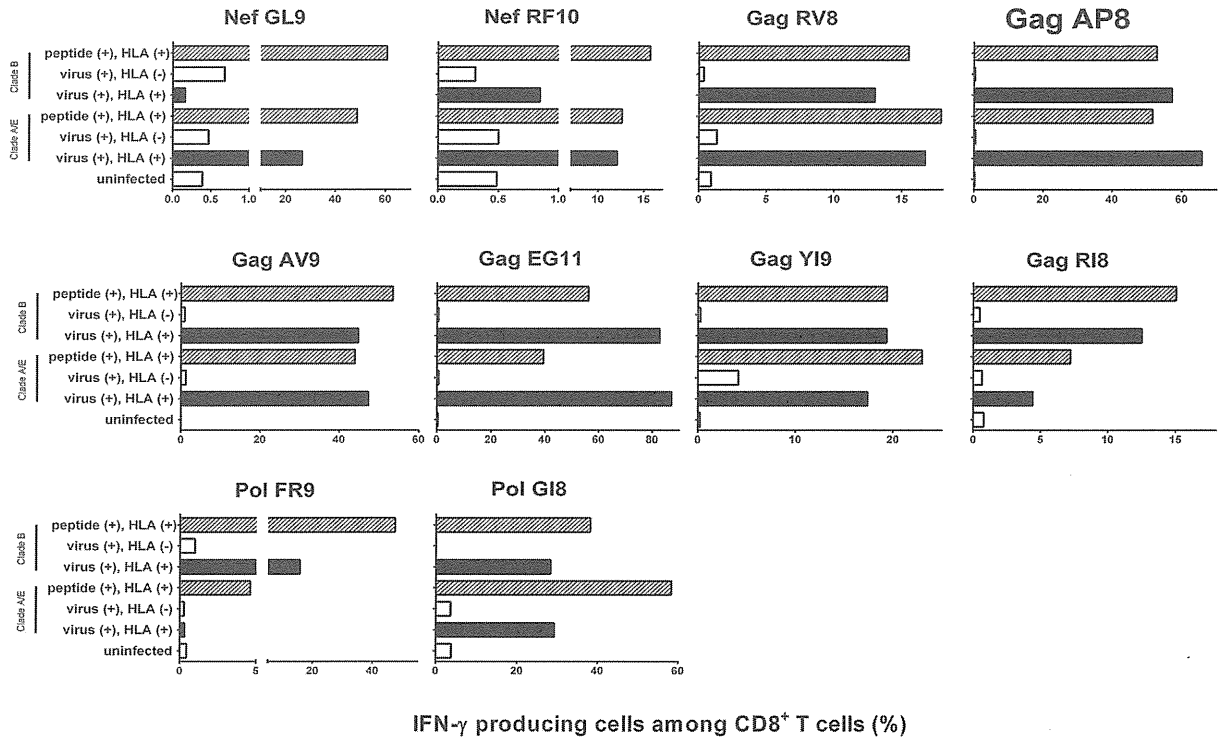 Nef GL9 Nef RF10 Gag RV8 Gag AP8
Clade B
peptide (+), HLA (+)
virus (+), HLA (-)
virus (+), HLA (+)
Clade A/E
peptide (+), HLA (+)
virus (+), HLA (-)
virus (+), HLA (+)
uninfected
0.0 0.5 1.0 20 40 60 0.0 0.5 1.0 10 15 0 5 10 15 0 20 40 60
Gag AV9 Gag EG11 Gag YI9 Gag RI8
Clade B
peptide (+), HLA (+)
virus (+), HLA (-)
virus (+), HLA (+)
Clade A/E
peptide (+), HLA (+)
virus (+), HLA (-)
virus (+), HLA (+)
uninfected
0 20 40 60 0 20 40 60 80 0 10 20 0 5 10 15
Pol FR9 Pol GI8
Clade B
peptide (+), HLA (+)
virus (+), HLA (-)
virus (+), HLA (+)
Clade A/E
peptide (+), HLA (+)
virus (+), HLA (-)
virus (+), HLA (+)
uninfected
0 5 20 40 0 20 40 60
IFN-γ producing cells among CD8⁺ T cells (%)